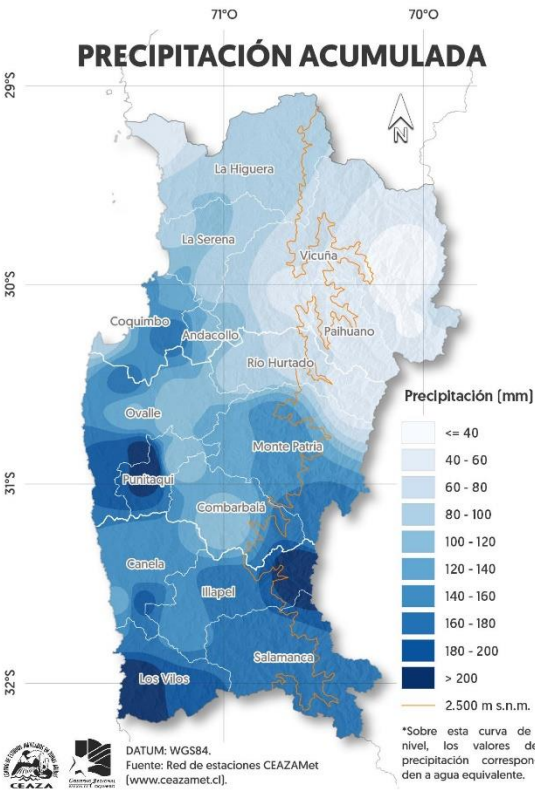 71°O
70°O
PRECIPITACIÓN ACUMULADA
29°S
N
La Higuera
La Serena
Vicuña
30°S
Coquimbo
Andacollo
Paihuano
Río Hurtado
Precipitación (mm)
<= 40
Ovalle
40 - 60
Monte Patria
60 - 80
31°S
Punitaqui
80 - 100
Combarbalá
100 - 120
120 - 140
Canela
140 - 160
Illapel
160 - 180
180 - 200
Salamanca
> 200
32°S
Los Vilos
2.500 m s.n.m.
*Sobre esta curva de
nivel, los valores de
precipitación correspon-
den a agua equivalente.
DATUM: WGS84.
Fuente: Red de estaciones CEAZAMet
(www.ceazamet.cl).
CEAZA